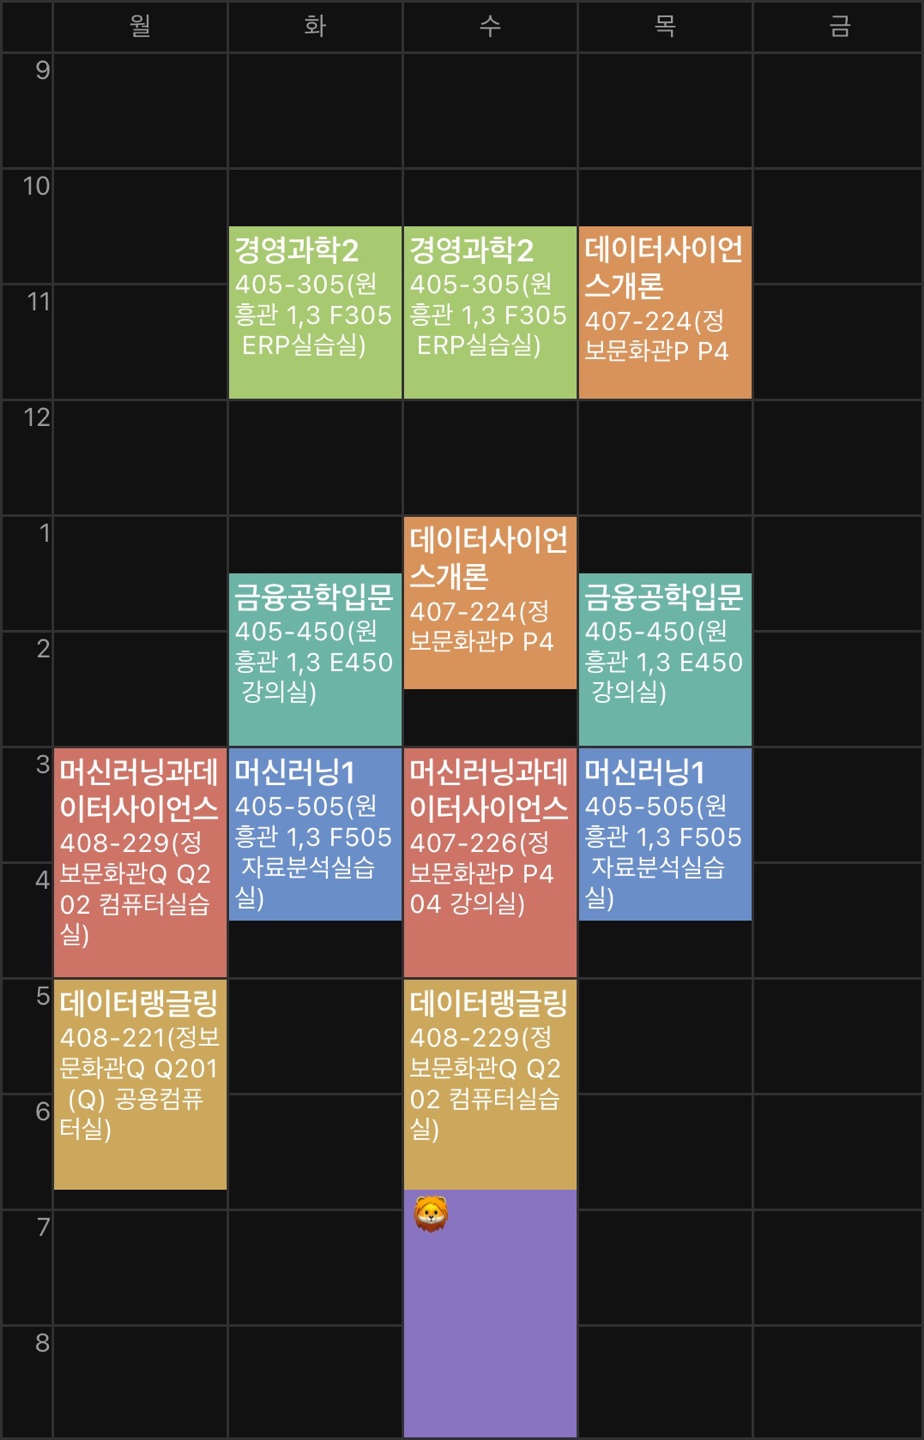 월 화 수 목 금
9
10
11
12
1
2
3
4
5
6
7
8
머신러닝과데
이터사이언스
408-229(정
보문화관Q Q2
02 컴퓨터실습
실)
데이터랭글링
408-221(정보
문화관Q Q201
(Q) 공용컴퓨
터실)
경영과학2
405-305(원
흥관 1,3 F305
ERP실습실)
금융공학입문
405-450(원
흥관 1,3 E450
강의실)
머신러닝1
405-505(원
흥관 1,3 F505
자료분석실습
실)
경영과학2
405-305(원
흥관 1,3 F305
ERP실습실)
데이터사이언
스개론
407-224(정
보문화관P P4
머신러닝과데
이터사이언스
407-226(정
보문화관P P4
04 강의실)
데이터랭글링
408-229(정
보문화관Q Q2
02 컴퓨터실습
실)
🦁
데이터사이언
스개론
407-224(정
보문화관P P4
금융공학입문
405-450(원
흥관 1,3 E450
강의실)
머신러닝1
405-505(원
흥관 1,3 F505
자료분석실습
실)